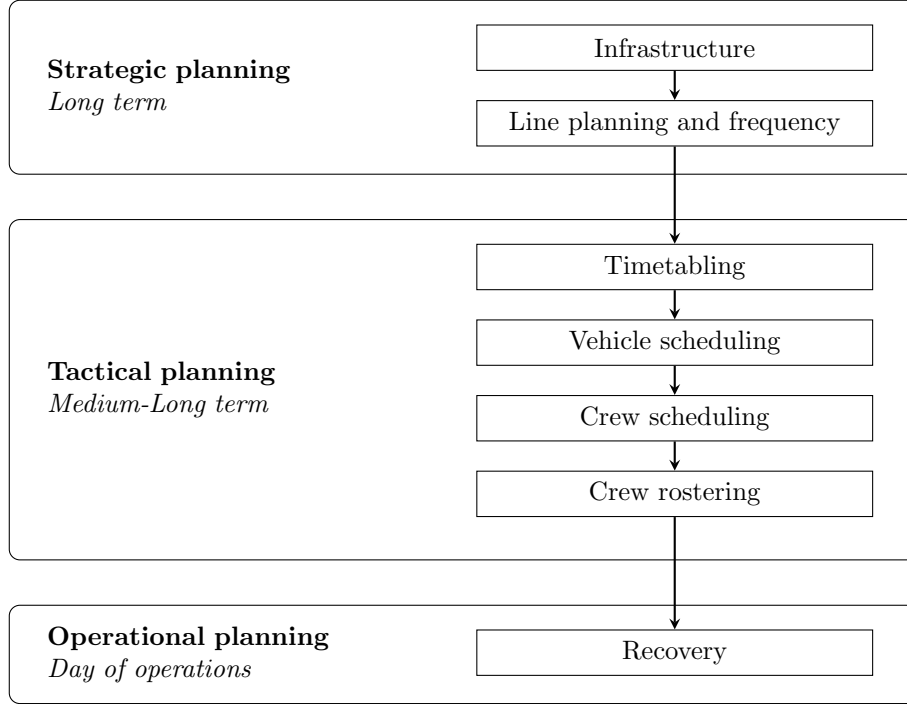 Strategic planning
Long term
Infrastructure
Line planning and frequency
Tactical planning
Medium-Long term
Timetabling
Vehicle scheduling
Crew scheduling
Crew rostering
Operational planning
Day of operations
Recovery